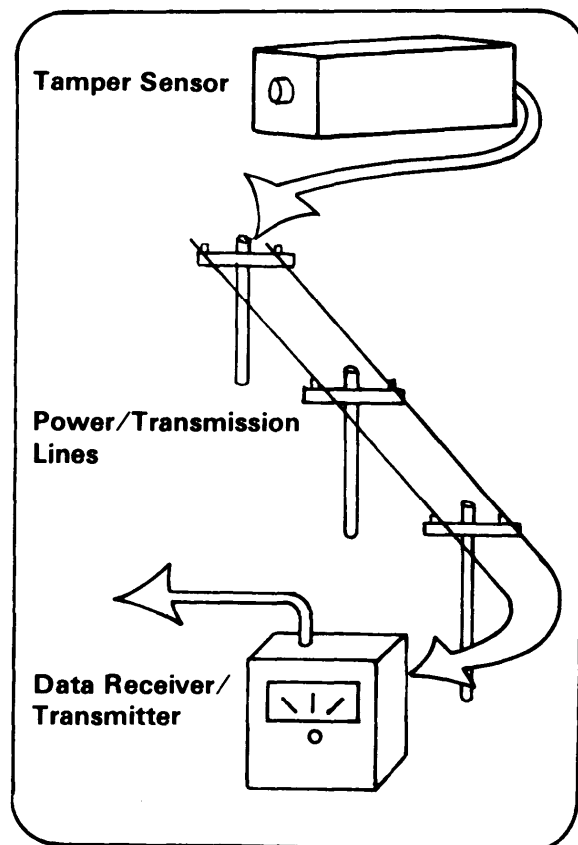 Tamper Sensor
Power/Transmission
Lines
Data Receiver/
Transmitter